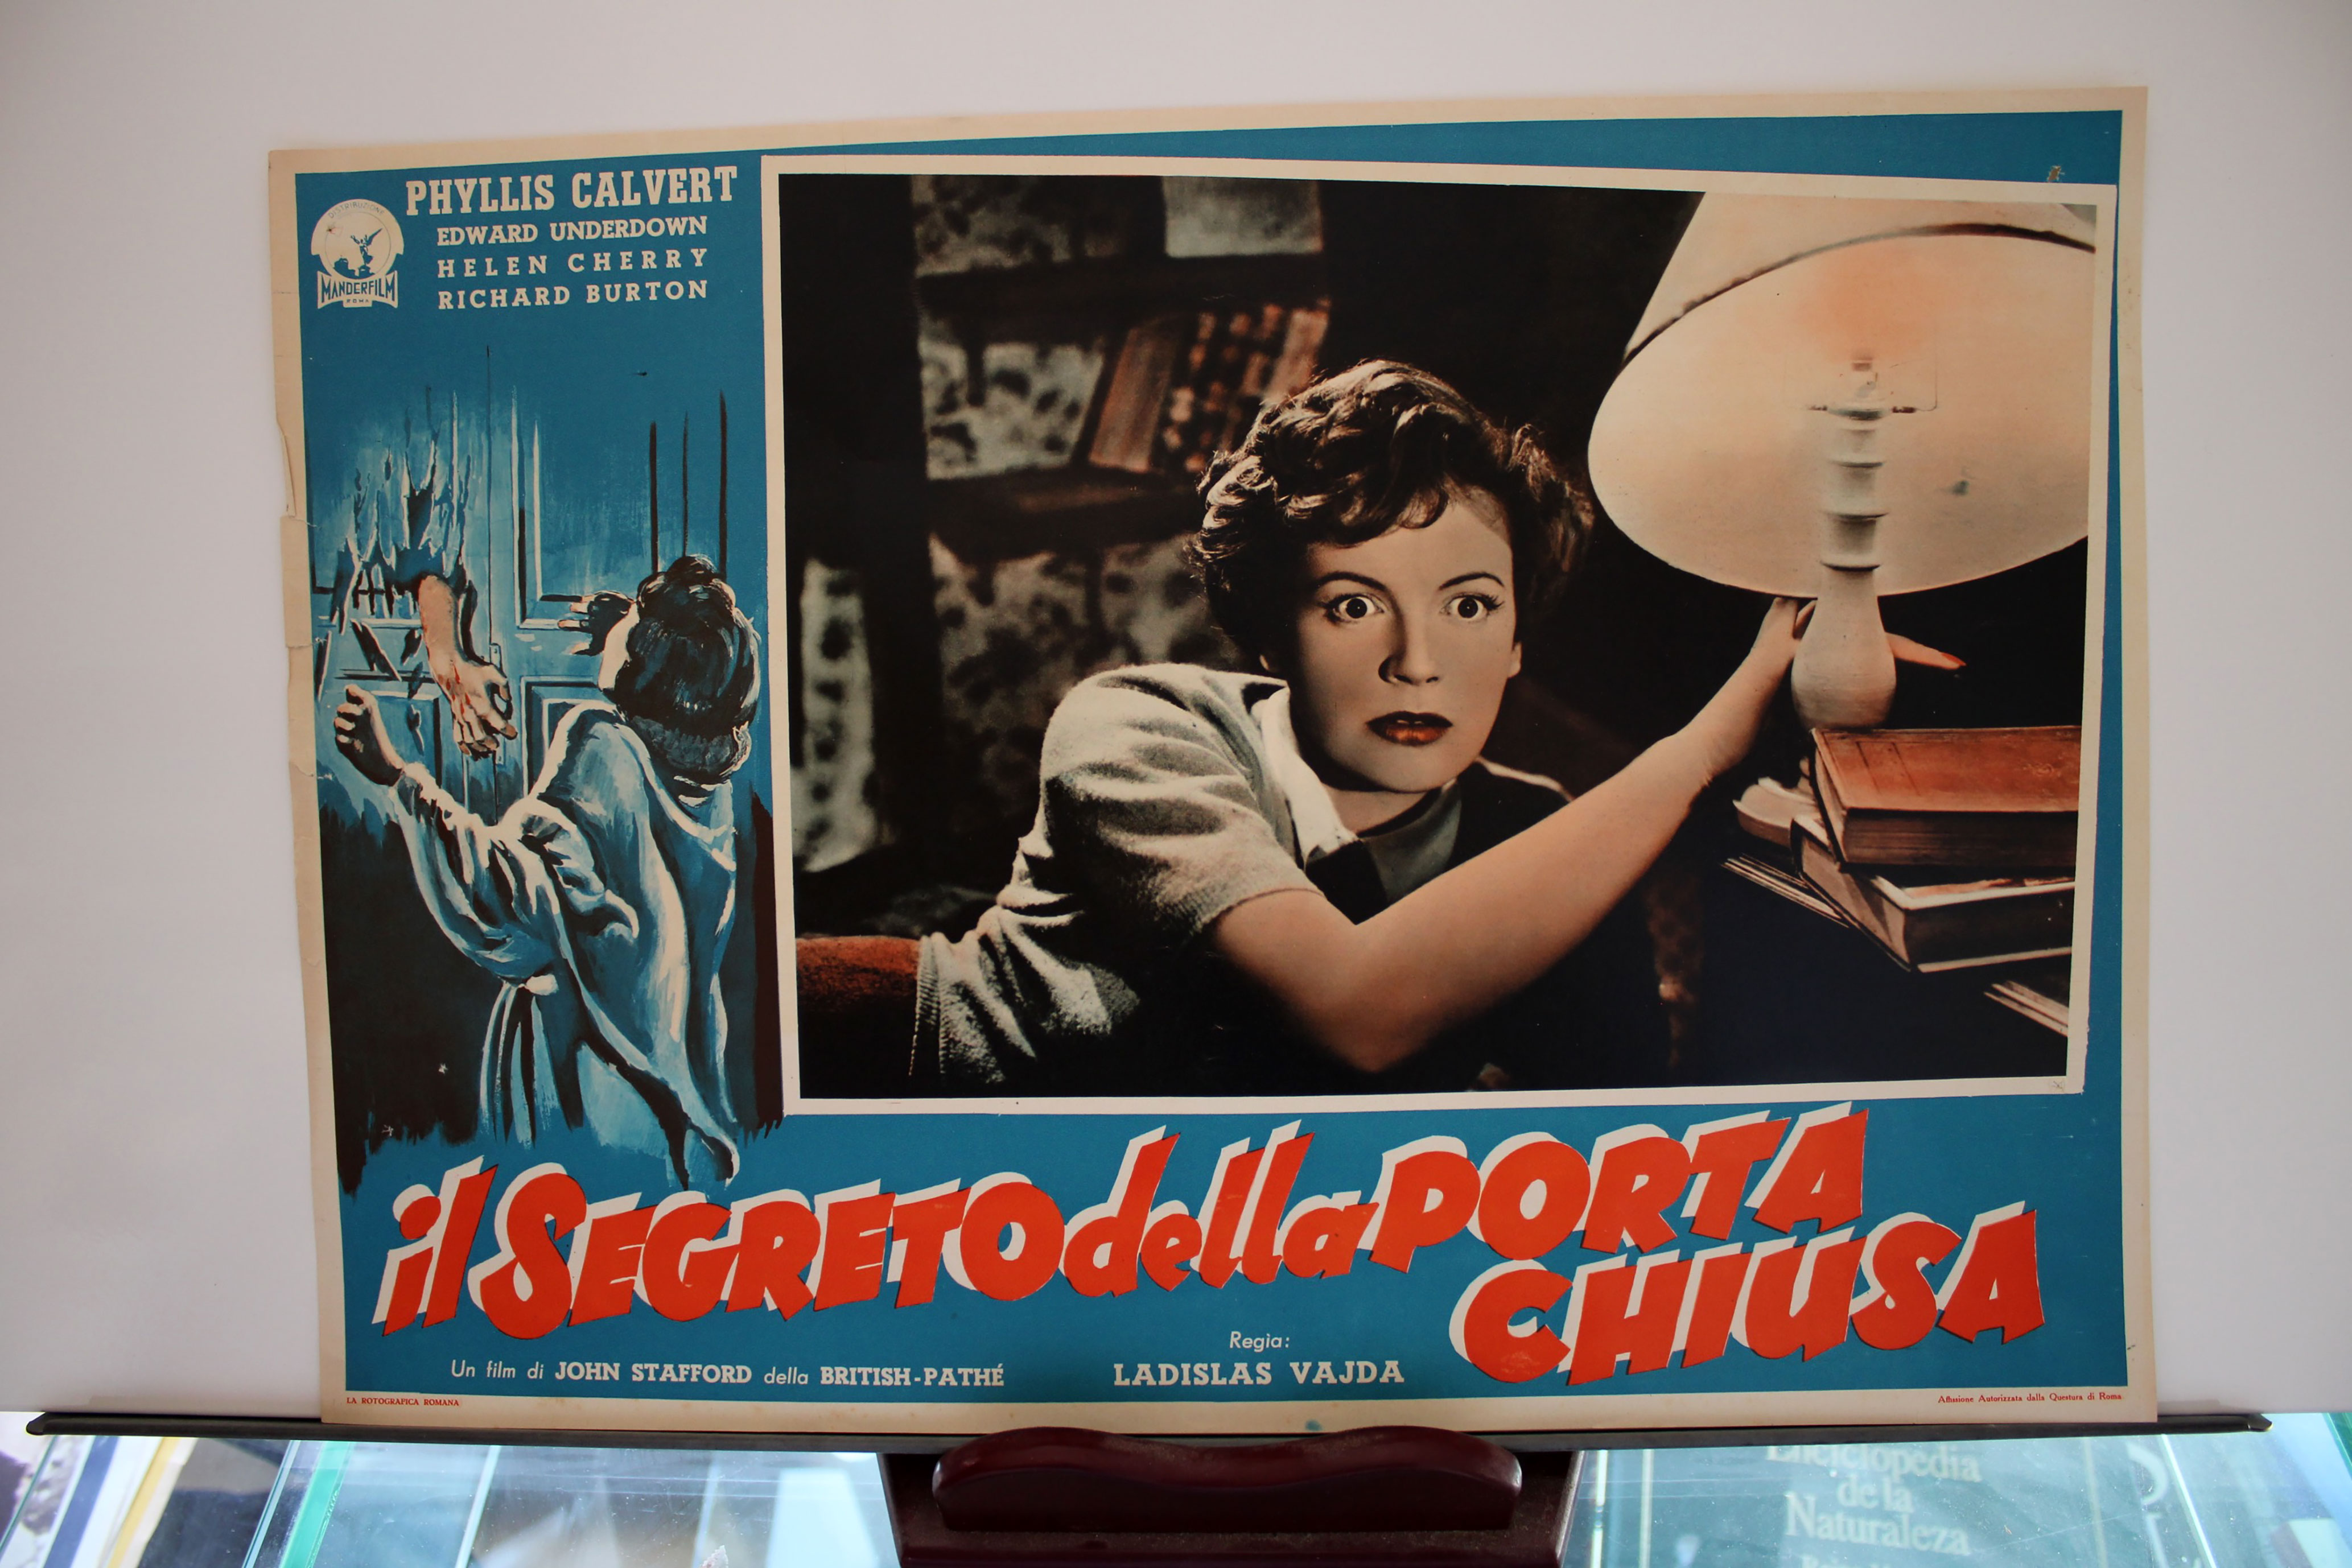 PHYLLIS CALVERT
EDWARD UNDERDOWN
HELEN CHERRY
RICHARD BURTON
DISTRIBUZIONE
MANDERFILM
ROMA
il SEGRETO della PORTA
CHIUSA
Regia:
Un film di JOHN STAFFORD della BRITISH-PATHÉ
LADISLAS VAJDA
LA ROTOGRAFICA ROMANA
Affissione Autorizzata dalla Questura di Roma
Enciclopedia
de la
Naturaleza